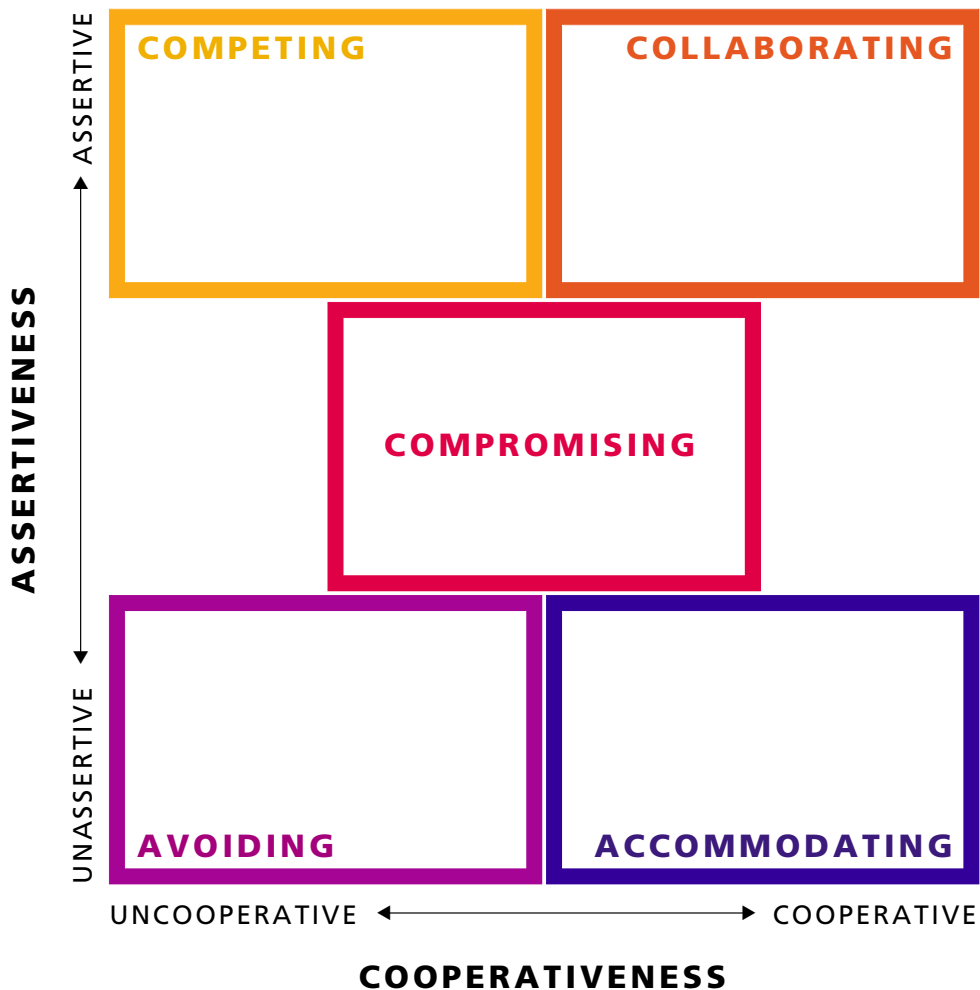 ASSERTIVENESS
ASSERTIVE
UNASSERTIVE
COMPETING
COLLABORATING
COMPROMISING
AVOIDING
ACCOMMODATING
UNCOOPERATIVE
COOPERATIVE
COOPERATIVENESS